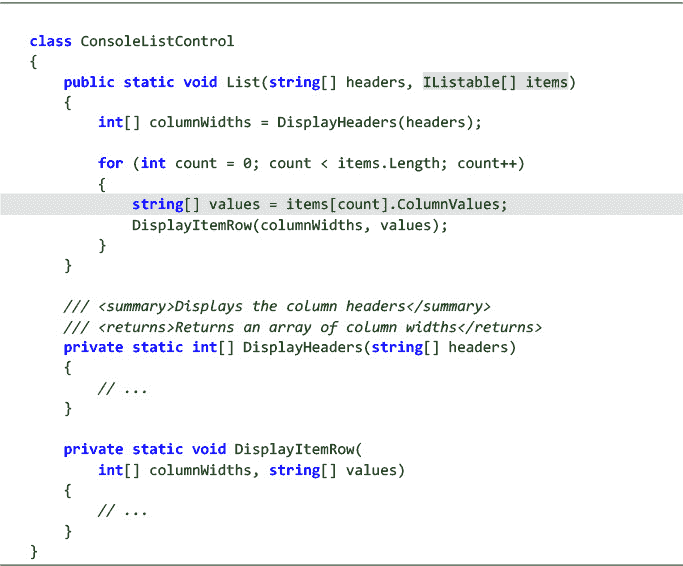 class ConsoleListControl
{
    public static void List(string[] headers, IListable[] items)
    {
        int[] columnWidths = DisplayHeaders(headers);

        for (int count = 0; count < items.Length; count++)
        {
            string[] values = items[count].ColumnValues;
            DisplayItemRow(columnWidths, values);
        }
    }

    /// <summary>Displays the column headers</summary>
    /// <returns>Returns an array of column widths</returns>
    private static int[] DisplayHeaders(string[] headers)
    {
        // ...
    }

    private static void DisplayItemRow(
        int[] columnWidths, string[] values)
    {
        // ...
    }
}